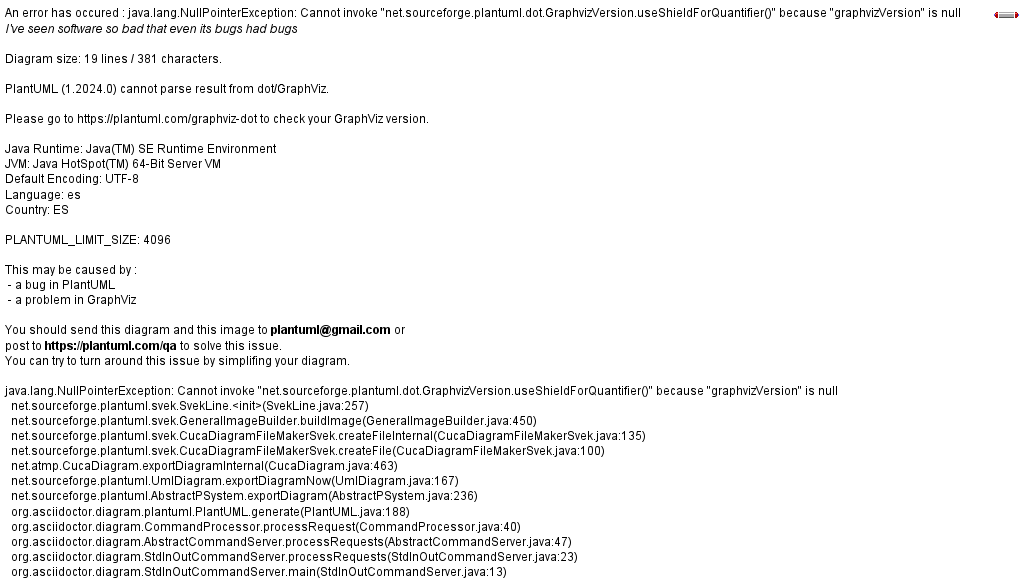 An error has occured : java.lang.NullPointerException: Cannot invoke "net.sourceforge.plantuml.dot.GraphvizVersion.useShieldForQuantifier()" because "graphvizVersion" is null
I've seen software so bad that even its bugs had bugs
Diagram size: 19 lines / 381 characters.
PlantUML (1.2024.0) cannot parse result from dot/GraphViz.
Please go to https://plantuml.com/graphviz-dot to check your GraphViz version.
Java Runtime: Java(TM) SE Runtime Environment
JVM: Java HotSpot(TM) 64-Bit Server VM
Default Encoding: UTF-8
Language: es
Country: ES
PLANTUML_LIMIT_SIZE: 4096
This may be caused by :
- a bug in PlantUML
- a problem in GraphViz
You should send this diagram and this image to plantuml@gmail.com or
post to https://plantuml.com/qa to solve this issue.
You can try to turn around this issue by simplifing your diagram.
java.lang.NullPointerException: Cannot invoke "net.sourceforge.plantuml.dot.GraphvizVersion.useShieldForQuantifier()" because "graphvizVersion" is null
net.sourceforge.plantuml.svek.SvekLine.<init>(SvekLine.java:257)
net.sourceforge.plantuml.svek.GeneralImageBuilder.buildImage(GeneralImageBuilder.java:450)
net.sourceforge.plantuml.svek.CucaDiagramFileMakerSvek.createFileInternal(CucaDiagramFileMakerSvek.java:135)
net.sourceforge.plantuml.svek.CucaDiagramFileMakerSvek.createFile(CucaDiagramFileMakerSvek.java:100)
net.atmp.CucaDiagram.exportDiagramInternal(CucaDiagram.java:463)
net.sourceforge.plantuml.UmlDiagram.exportDiagramNow(UmlDiagram.java:167)
net.sourceforge.plantuml.AbstractPSystem.exportDiagram(AbstractPSystem.java:236)
org.asciidoctor.diagram.plantuml.PlantUML.generate(PlantUML.java:188)
org.asciidoctor.diagram.CommandProcessor.processRequest(CommandProcessor.java:40)
org.asciidoctor.diagram.AbstractCommandServer.processRequests(AbstractCommandServer.java:47)
org.asciidoctor.diagram.StdInOutCommandServer.processRequests(StdInOutCommandServer.java:23)
org.asciidoctor.diagram.StdInOutCommandServer.main(StdInOutCommandServer.java:13)